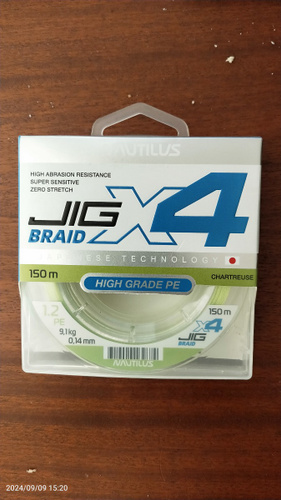 NAUTILUS
HIGH ABRASION RESISTANCE
SUPER SENSITIVE
ZERO STRETCH
JIG X4
BRAID
JAPANESE TECHNOLOGY
150 m
CHARTREUSE
HIGH GRADE PE
1.2
PE
9,1kg
0,14 mm
150 m
X4
JIG
BRAID
NAUTILUS
2024/09/09 15:20